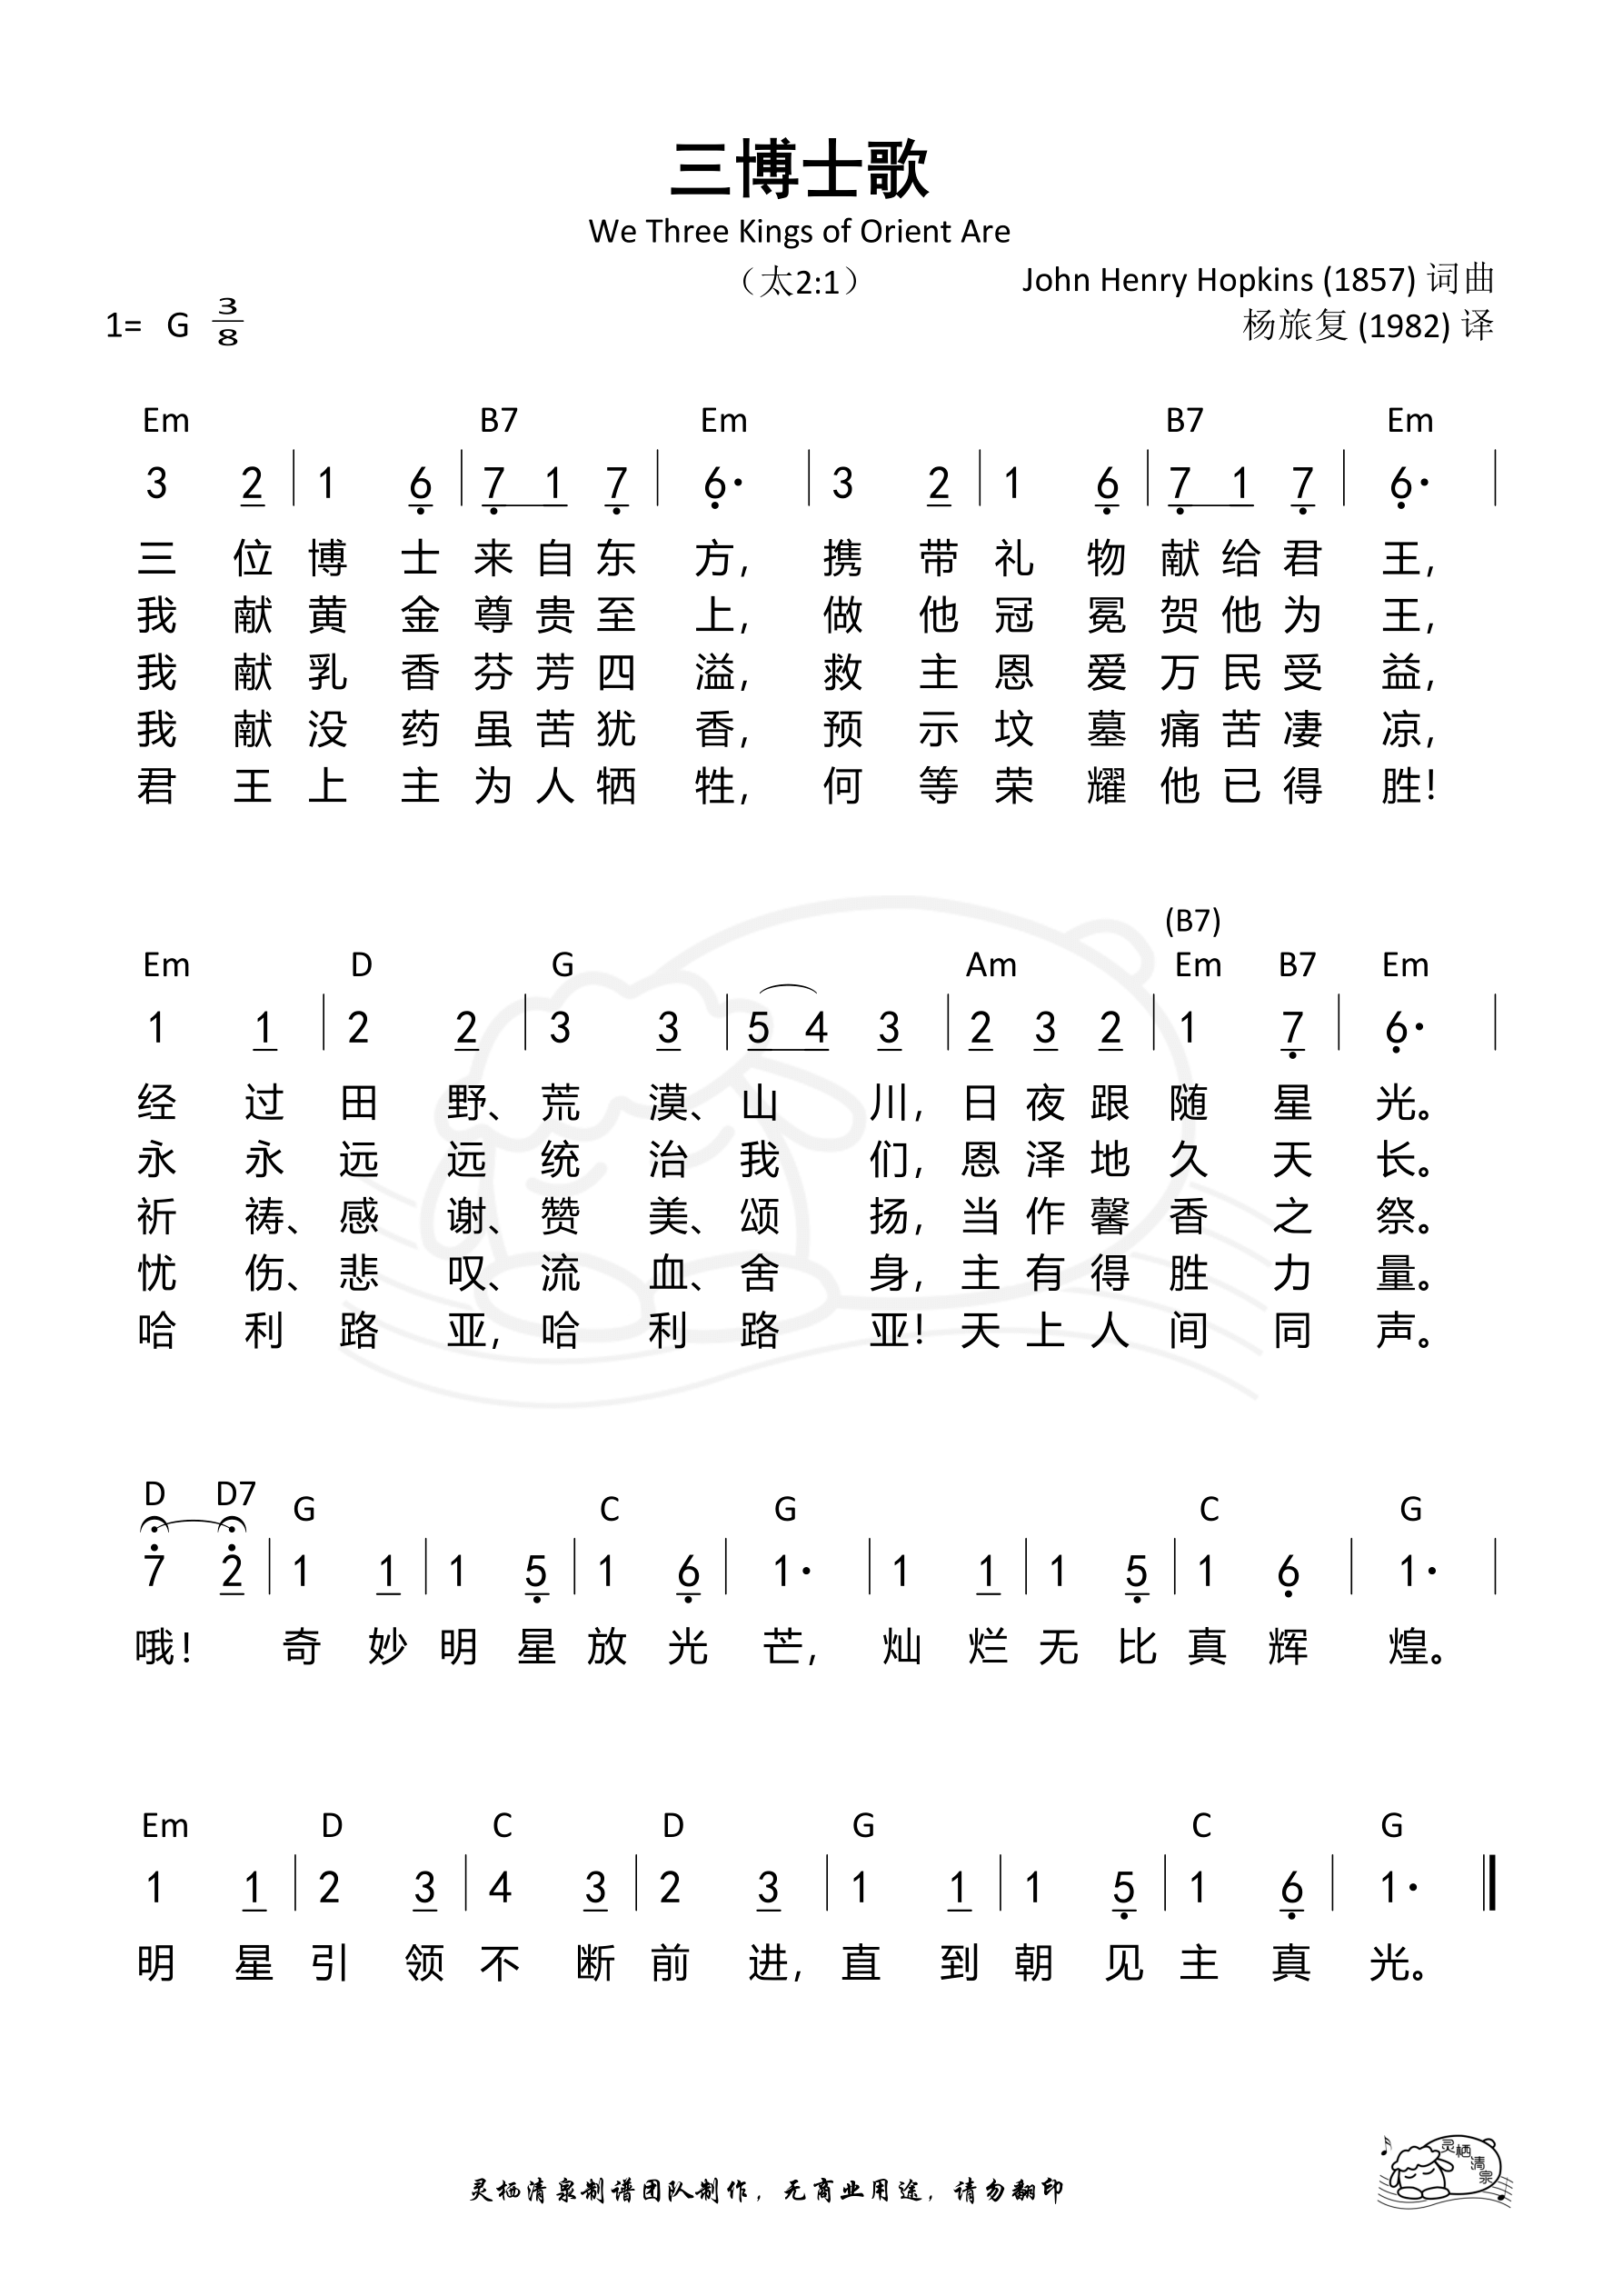 三博士歌
We Three Kings of Orient Are
（太2:1） John Henry Hopkins (1857) 词曲
1= G 3/8 杨旅复 (1982) 译
Em B7 Em B7 Em
3 2 | 1 6 | 7 1 7 | 6· | 3 2 | 1 6 | 7 1 7 | 6· |
三位博士来自东方，携带礼物献给君王，
我献黄金尊贵至上，做他冠冕贺他为王，
我献乳香芬芳四溢，救主恩爱万民受益，
我献没药虽苦犹香，预示坟墓痛苦凄凉，
君王上主为人牺牲，何等荣耀他已得胜！
(B7)
Em D G Am Em B7 Em
1 1 | 2 2 | 3 3 | 5 4 3 | 2 3 2 | 1 7 | 6· |
经过田野、荒漠、山川，日夜跟随星光。
永永远远统治我们，恩泽地久天长。
祈祷、感谢、赞美、颂扬，当作馨香之祭。
忧伤、悲叹、流血、舍身，主有得胜力量。
哈利路亚，哈利路亚！天上人间同声。
D D7 G C G C G
7 2 | 1 1 | 1 5 | 1 6 | 1· | 1 1 | 1 5 | 1 6 | 1· |
哦！奇妙明星放光芒，灿烂无比真辉煌。
Em D C D G C G
1 1 | 2 3 | 4 3 | 2 3 | 1 1 | 1 5 | 1 6 | 1· ‖
明星引领不断前进，直到朝见主真光。
灵栖清泉
灵栖清泉制谱团队制作，无商业用途，请勿翻印